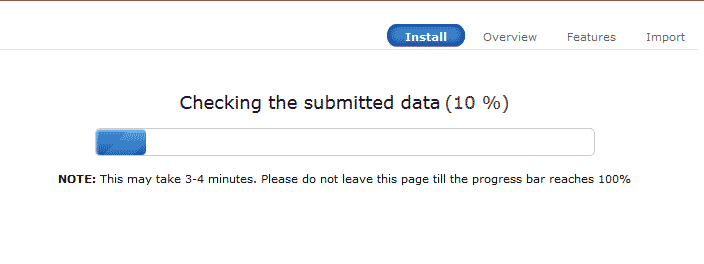 Install Overview Features Import
Checking the submitted data (10 %)
NOTE: This may take 3-4 minutes. Please do not leave this page till the progress bar reaches 100%